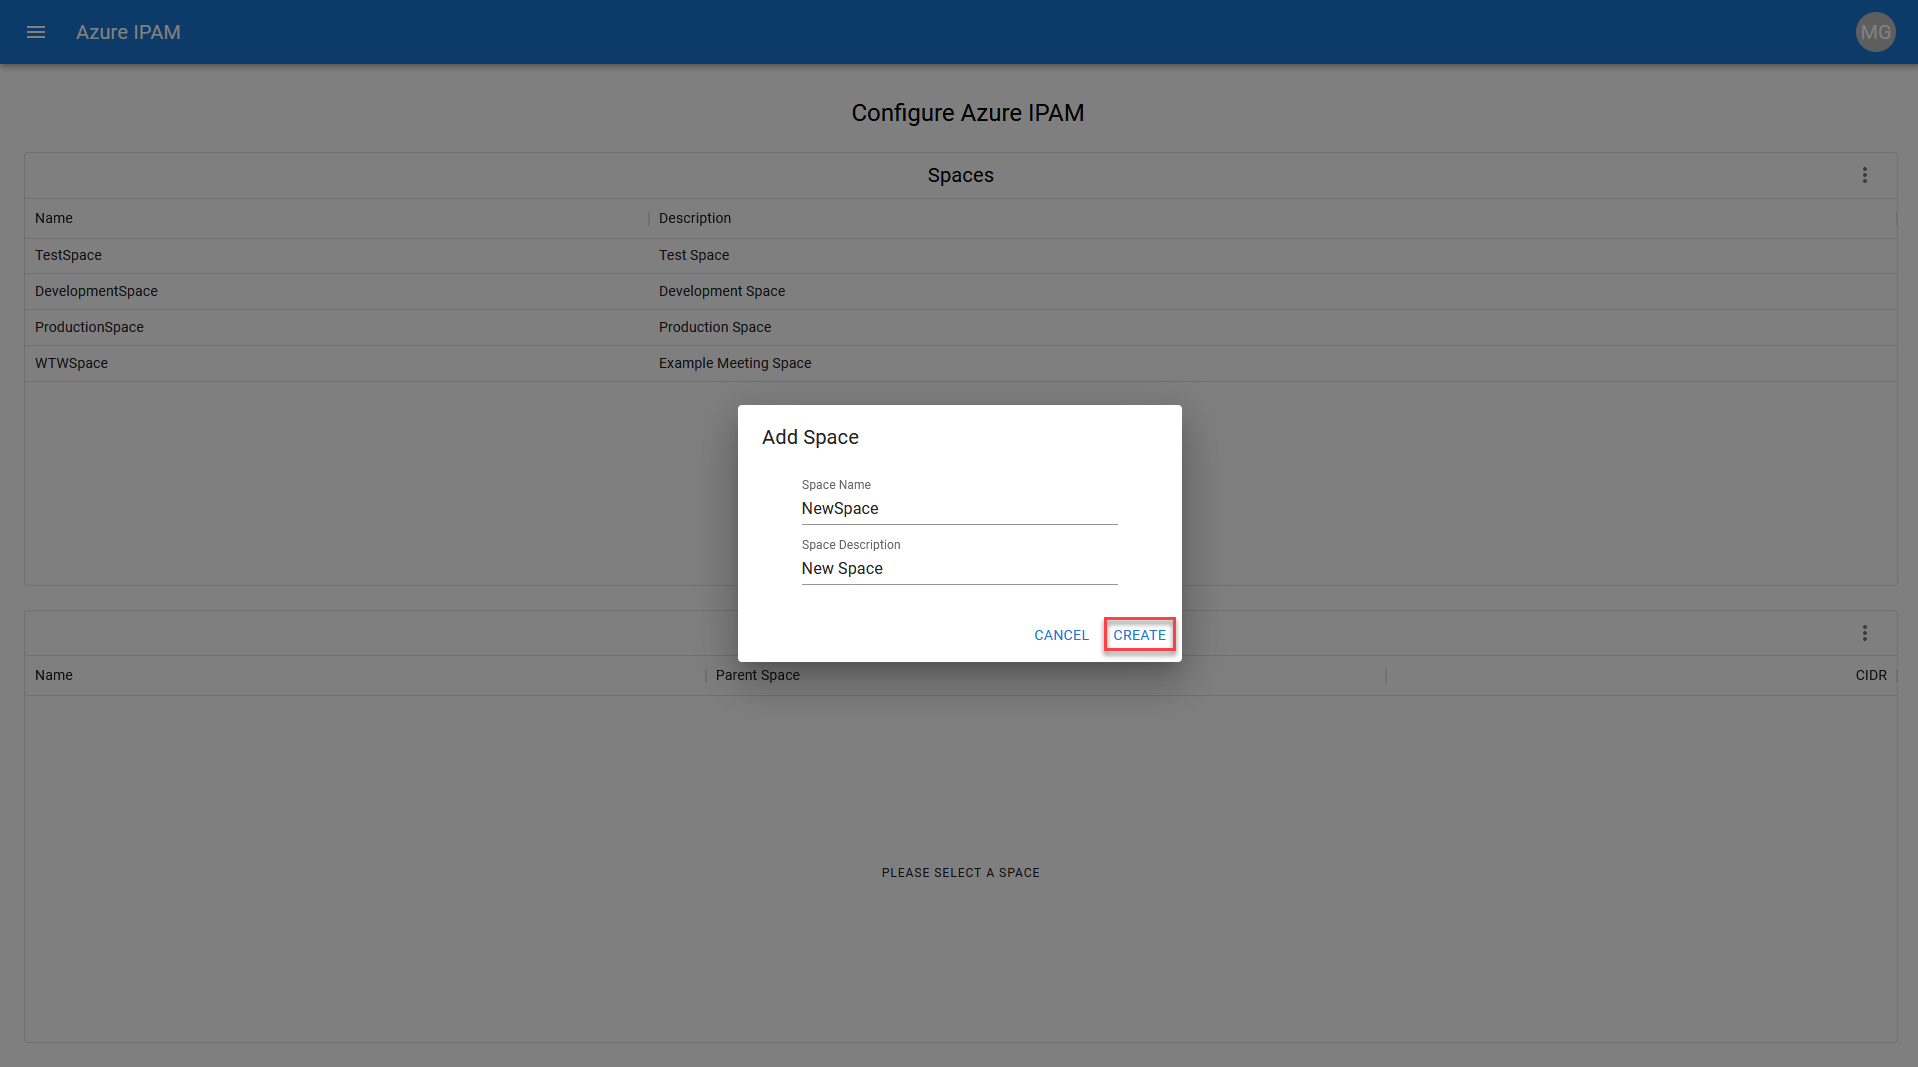 Azure IPAM
MG
Configure Azure IPAM
Spaces
Name Description
TestSpace Test Space
DevelopmentSpace Development Space
ProductionSpace Production Space
WTWSpace Example Meeting Space
Add Space
Space Name
NewSpace
Space Description
New Space
CANCEL CREATE
Name Parent Space CIDR
PLEASE SELECT A SPACE